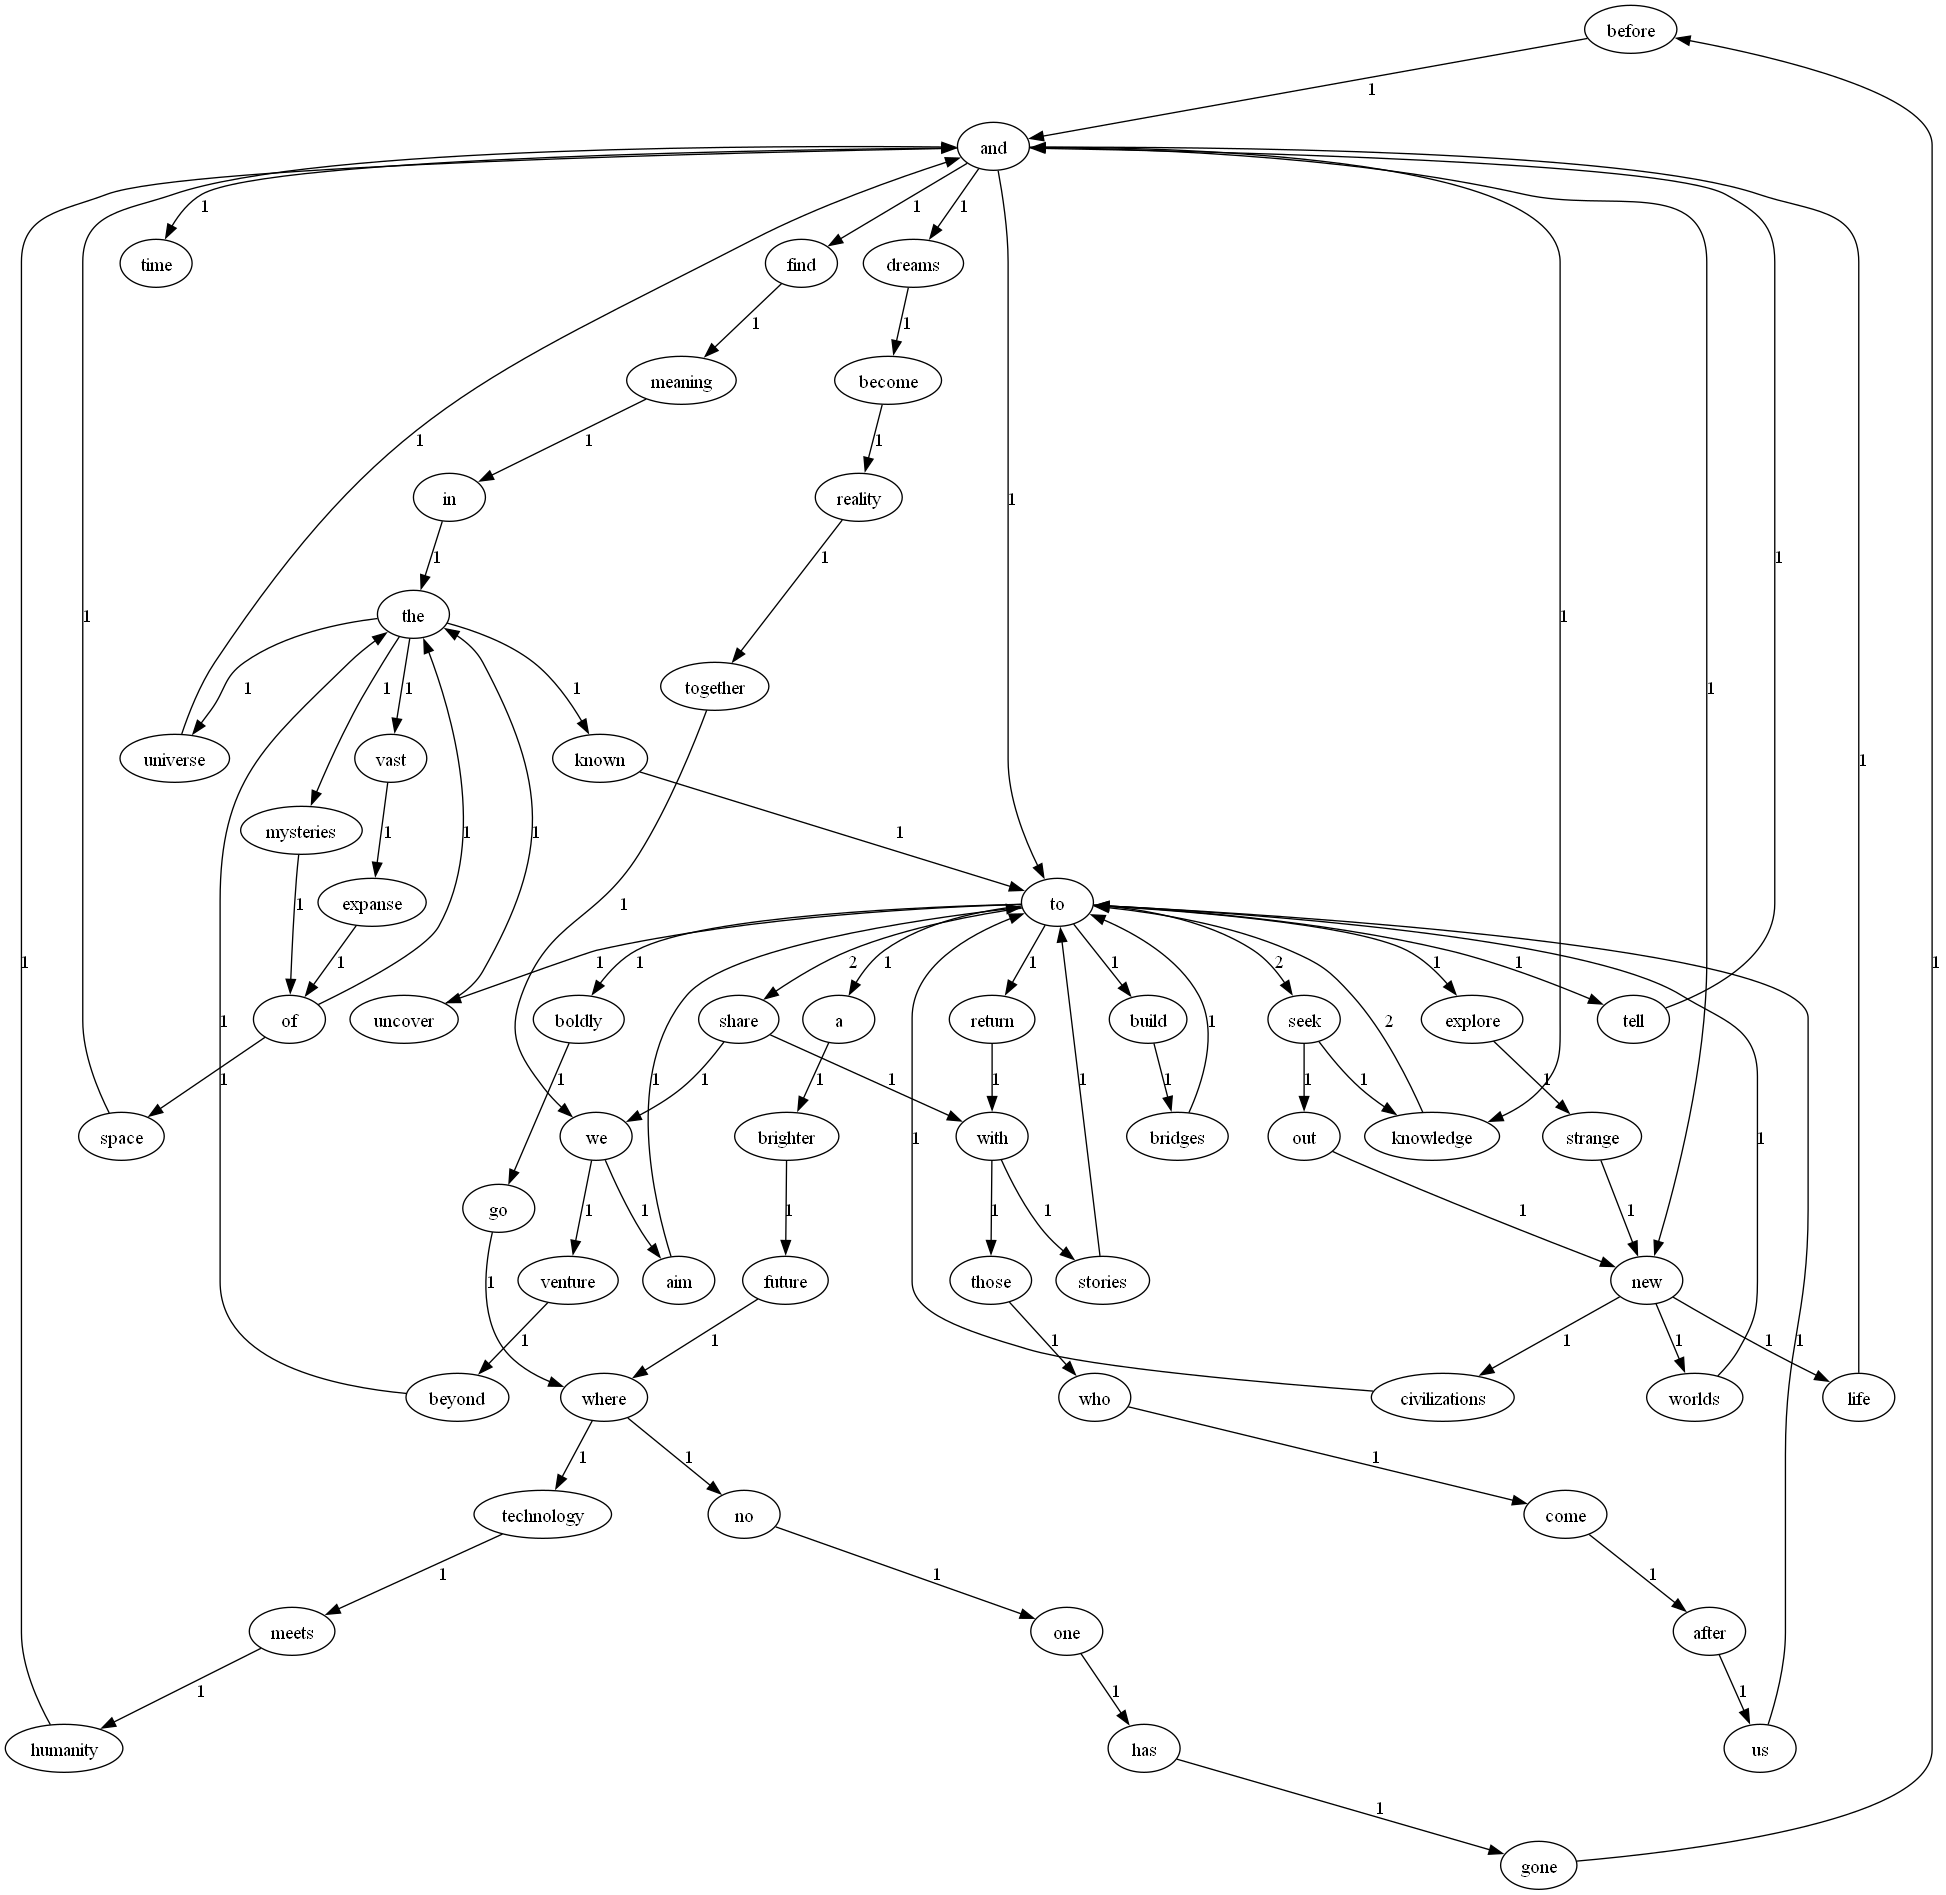 before
1
and
1 1 1
time find dreams
1 1
meaning become
1 1 1
in reality
1
the 1 1 1
1 1 1 1 1 1
together
universe vast known 1
mysteries 1 1 1 1
expanse 1 to
1 1 1 1 1 2 1 1 1 2 1 1
of uncover boldly share a return build seek explore tell
1 1 1 1 1 1 1 1 1 1 1 2 1
space we brighter with bridges out knowledge strange
1 1 1 1 1 1 1 1 1
go
venture aim future those stories new
1 1 1 1 1 1 1 1
beyond where who civilizations worlds life
1 1 1
technology no come
1 1 1
meets one after
1 1 1
humanity has us
1
gone